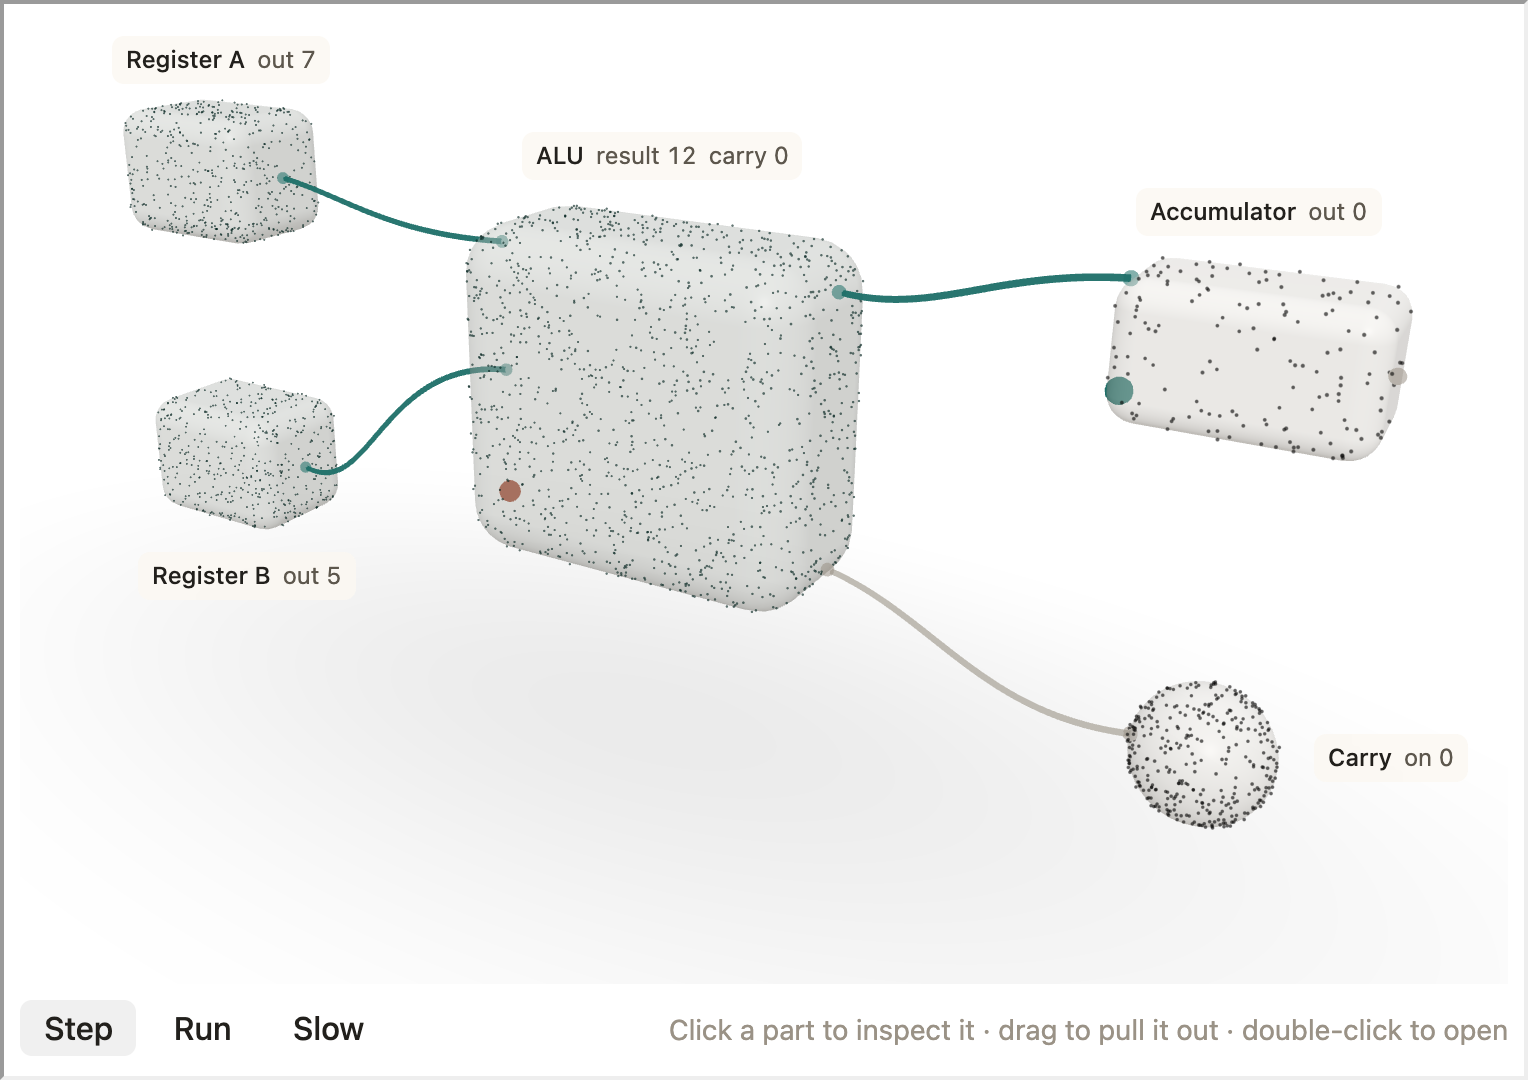 Register A out 7
ALU result 12 carry 0
Accumulator out 0
Register B out 5
Carry on 0
Step Run Slow Click a part to inspect it · drag to pull it out · double-click to open